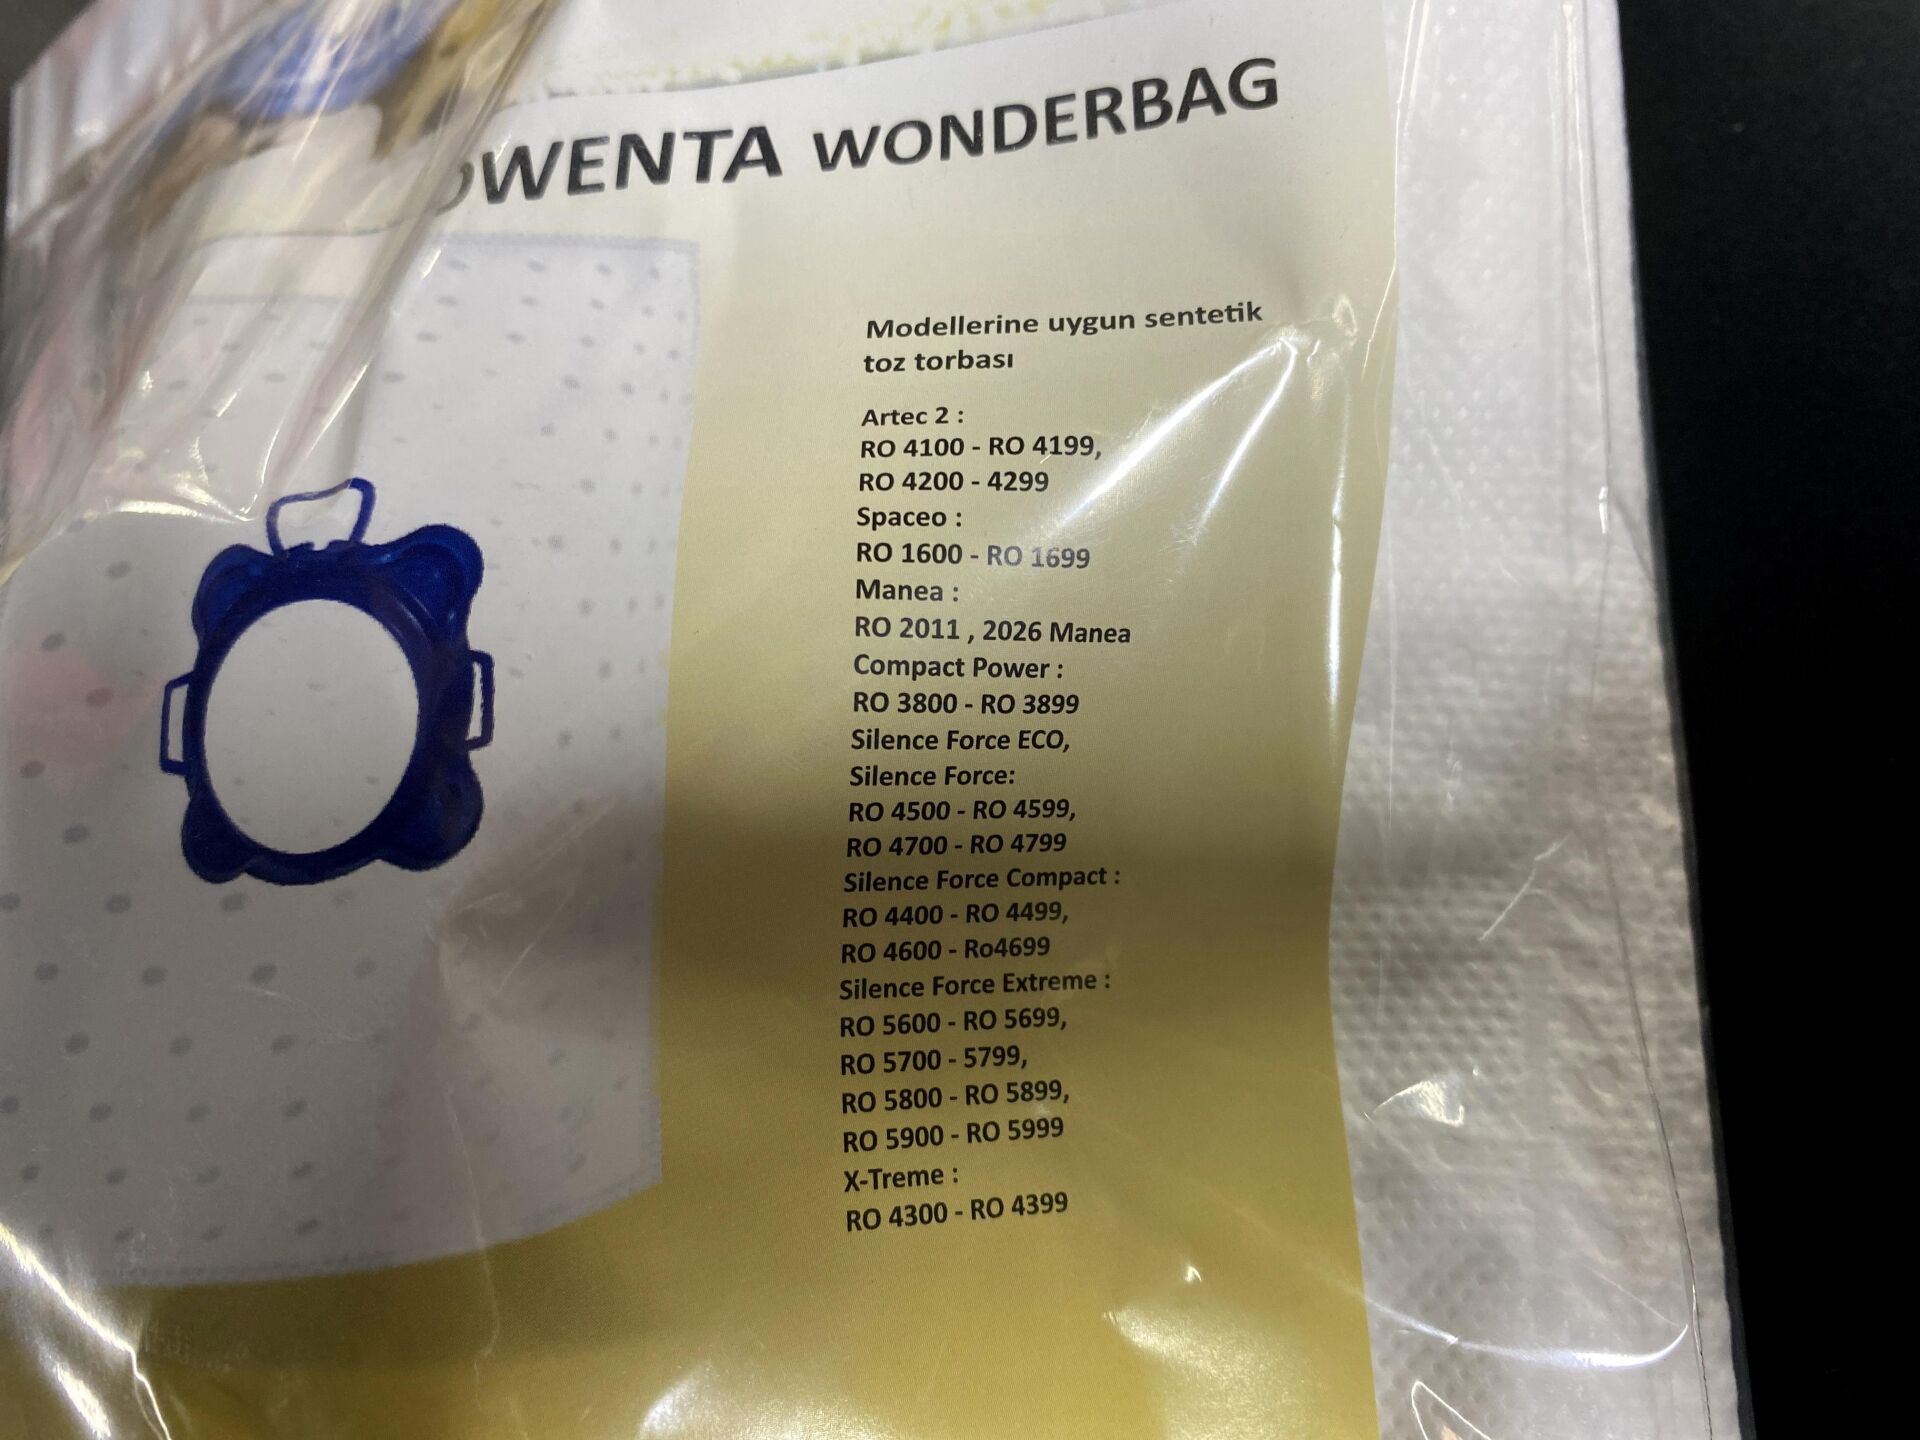 OWENTA WONDERBAG
Modellerine uygun sentetik
toz torbası
Artec 2 :
RO 4100 - RO 4199,
RO 4200 - 4299
Spaceo :
RO 1600 - RO 1699
Manea :
RO 2011 , 2026 Manea
Compact Power :
RO 3800 - RO 3899
Silence Force ECO,
Silence Force:
RO 4500 - RO 4599,
RO 4700 - RO 4799
Silence Force Compact :
RO 4400 - RO 4499,
RO 4600 - Ro4699
Silence Force Extreme :
RO 5600 - RO 5699,
RO 5700 - 5799,
RO 5800 - RO 5899,
RO 5900 - RO 5999
X-Treme :
RO 4300 - RO 4399